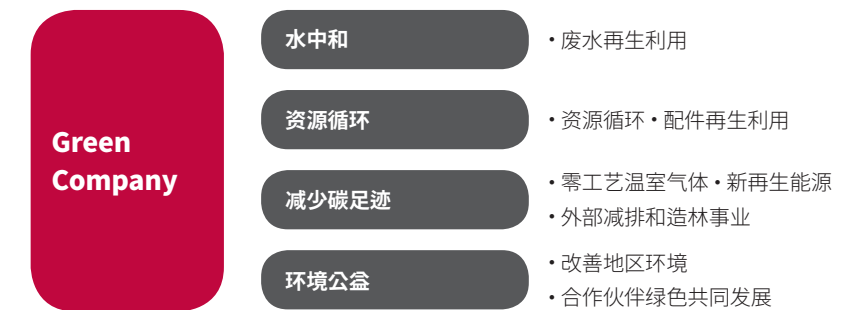 Green
Company
水中和
• 废水再生利用
资源循环
• 资源循环 • 配件再生利用
减少碳足迹
• 零工艺温室气体 • 新再生能源
• 外部减排和造林事业
环境公益
• 改善地区环境
• 合作伙伴绿色共同发展